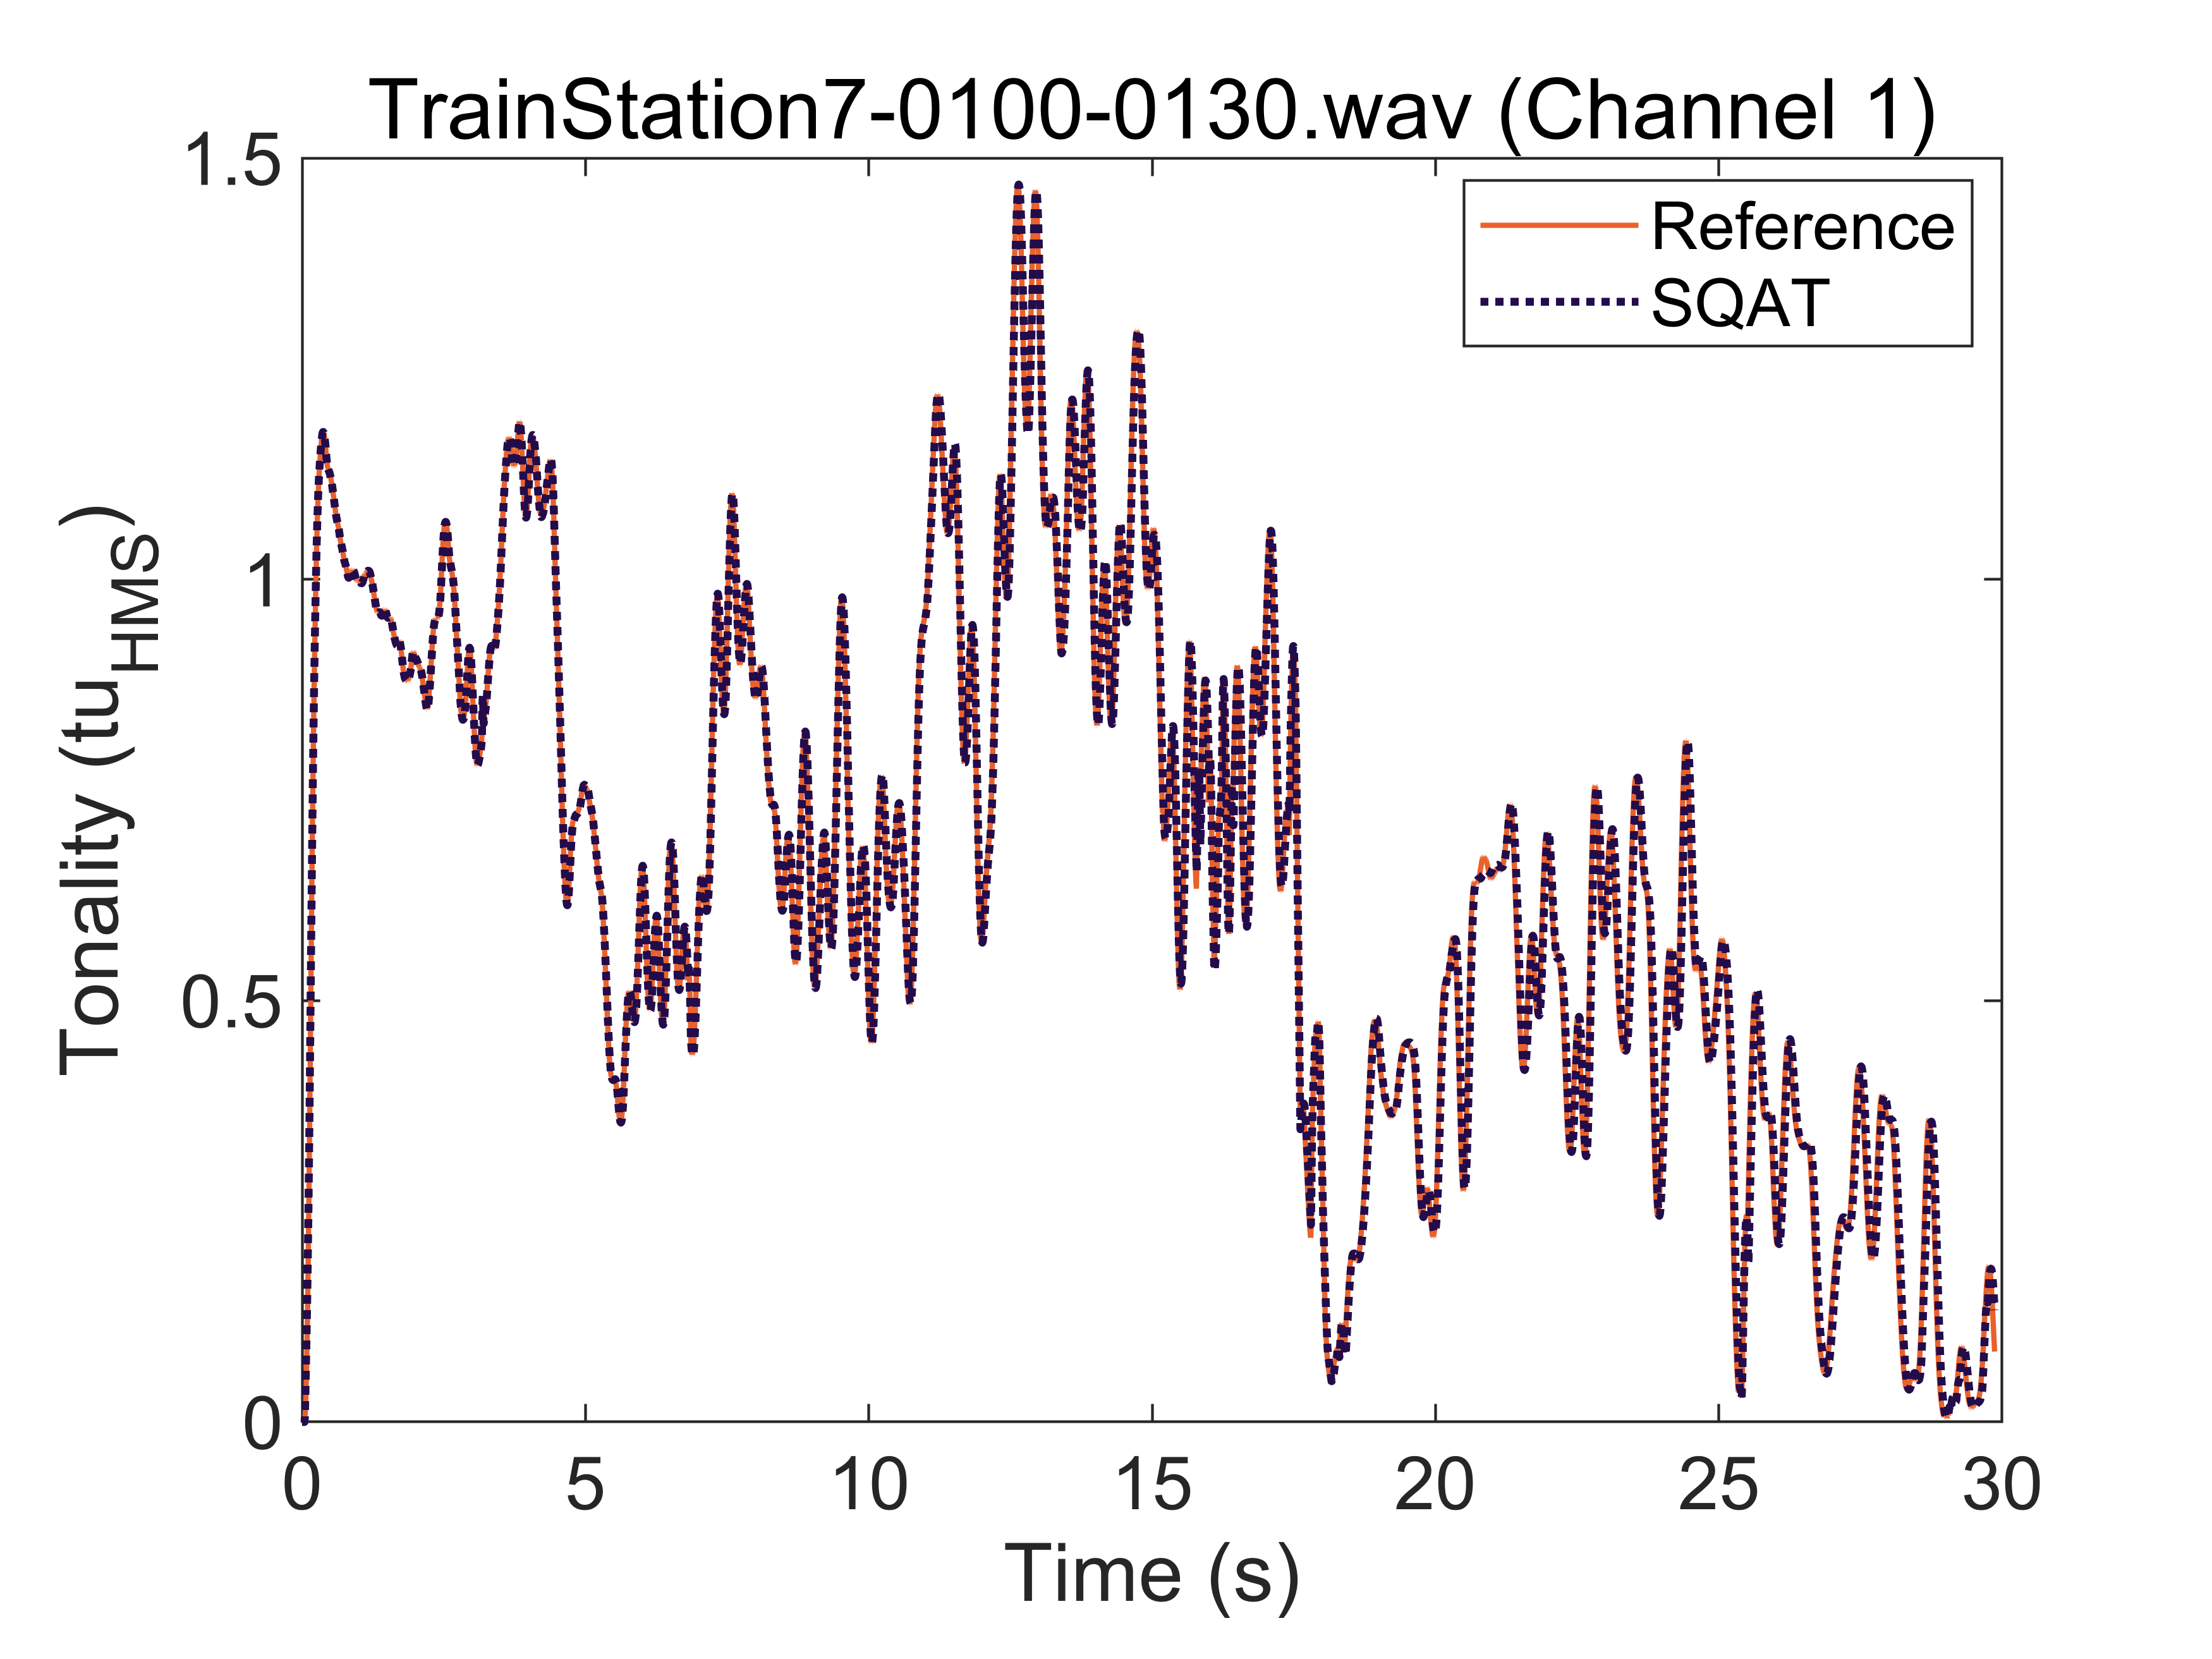 TrainStation7-0100-0130.wav (Channel 1)
Reference
SQAT
Tonality (tu_HMS)
1.5
1
0.5
0
0 5 10 15 20 25 30
Time (s)